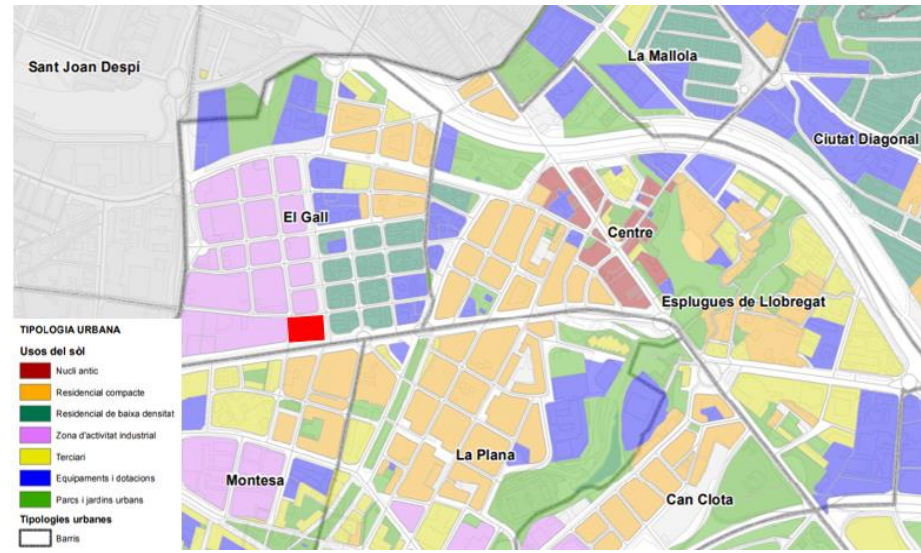 Sant Joan Despí
La Mallola
Ciutat Diagonal
El Gall
Centre
Esplugues de Llobregat
La Plana
Montesa
Can Clota
TIPOLOGIA URBANA
Usos del sòl
Nucli antic
Residencial compacte
Residencial de baixa densitat
Zona d'activitat industrial
Terciari
Equipaments i dotacions
Parcs i jardins urbans
Tipologies urbanes
Barris